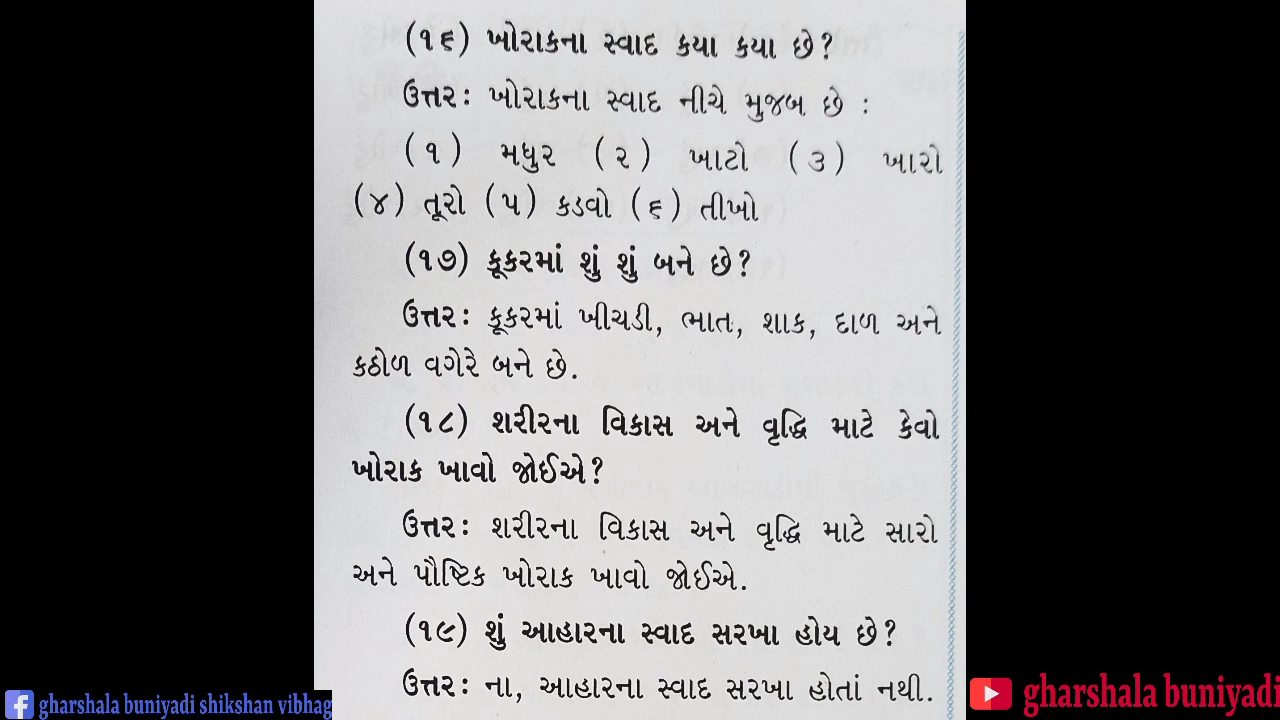 (૧૬) ખોરાકના સ્વાદ કયા કયા છે?
ઉત્તર: ખોરાકના સ્વાદ નીચે મુજબ છે :
(૧) મધુર (૨) ખાટો (૩) ખારો
(૪) તૂરો (૫) કડવો (૬) તીખો
(૧૭) કૂકરમાં શું શું બને છે?
ઉત્તર: કૂકરમાં ખીચડી, ભાત, શાક, દાળ અને
કઠોળ વગેરે બને છે.
(૧૮) શરીરના વિકાસ અને વૃદ્ધિ માટે કેવો
ખોરાક ખાવો જોઈએ?
ઉત્તર: શરીરના વિકાસ અને વૃદ્ધિ માટે સારો
અને પૌષ્ટિક ખોરાક ખાવો જોઈએ.
(૧૯) શું આહારના સ્વાદ સરખા હોય છે?
ઉત્તર: ના, આહારના સ્વાદ સરખા હોતાં નથી.
gharshala buniyadi shikshan vibhag
gharshala buniyadi